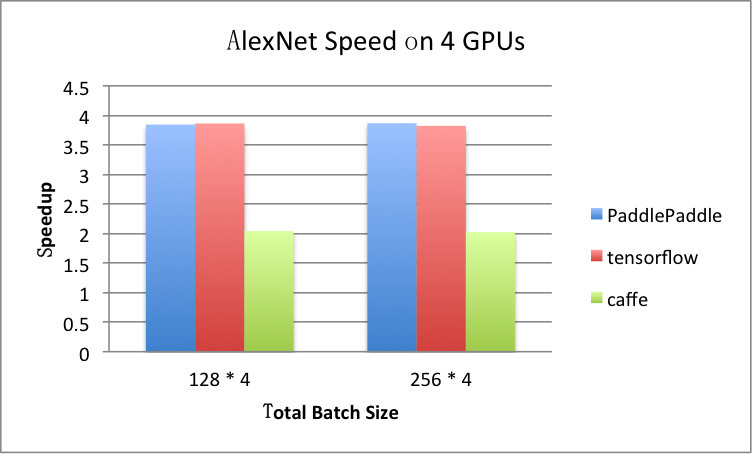 AlexNet Speed on 4 GPUs
4.5
4
3.5
3
2.5
2
1.5
1
0.5
0
Speedup
128 * 4
256 * 4
Total Batch Size
PaddlePaddle
tensorflow
caffe